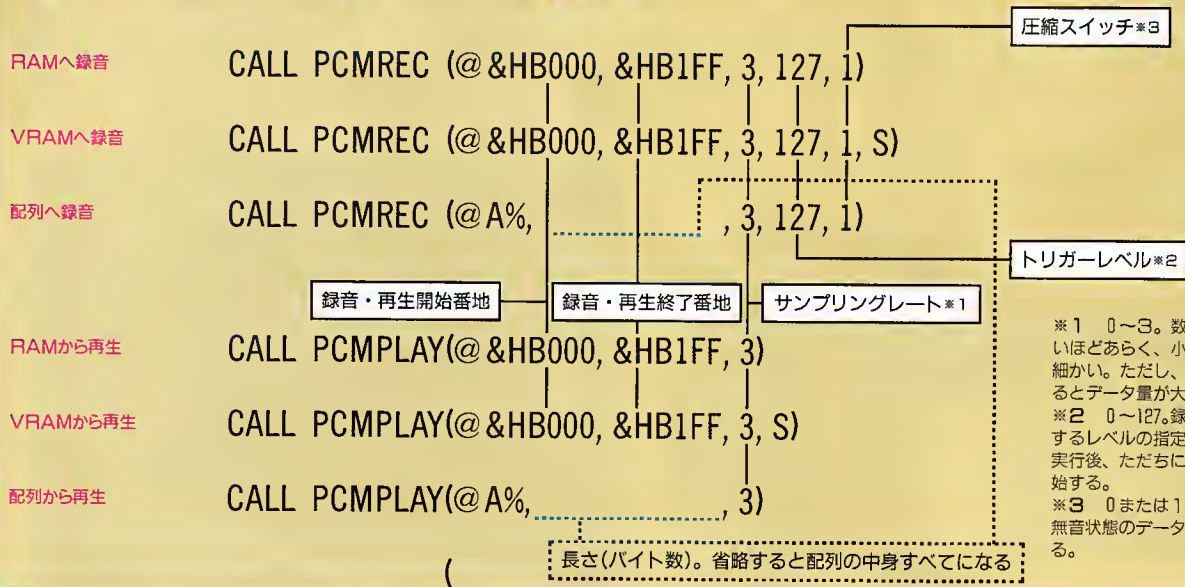 圧縮スイッチ※3
RAMへ録音 CALL PCMREC (@&HB000, &HB1FF, 3, 127, 1)
VRAMへ録音 CALL PCMREC (@&HB000, &HB1FF, 3, 127, 1, S)
配列へ録音 CALL PCMREC (@A%, , 3, 127, 1)
トリガーレベル※2
録音・再生開始番地 録音・再生終了番地 サンプリングレート※1
RAMから再生 CALL PCMPLAY(@&HB000, &HB1FF, 3)
VRAMから再生 CALL PCMPLAY(@&HB000, &HB1FF, 3, S)
配列から再生 CALL PCMPLAY(@A%, , 3)
長さ(バイト数)。省略すると配列の中身すべてになる
※1 0〜3。数
いほどあらく、小
細かい。ただし、
るとデータ量が大
※2 0〜127。録
するレベルの指定
実行後、ただちに
始する。
※3 0または1
無音状態のデータ
る。